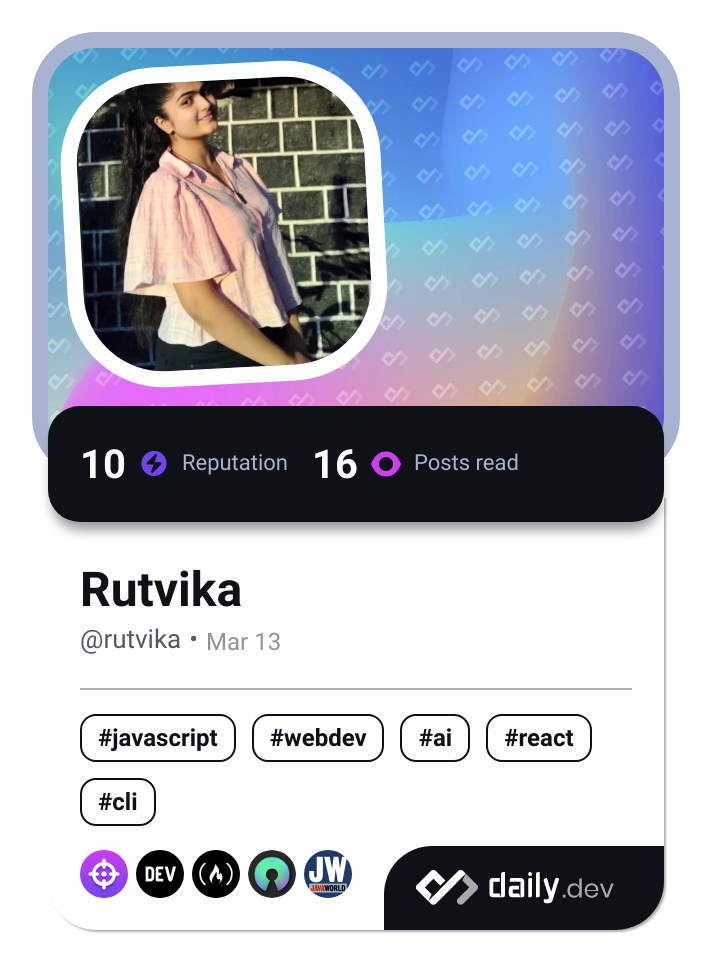 10 Reputation 16 Posts read
Rutvika
@rutvika • Mar 13
#javascript #webdev #ai #react
#cli
DEV JW JAVAWORLD
daily.dev